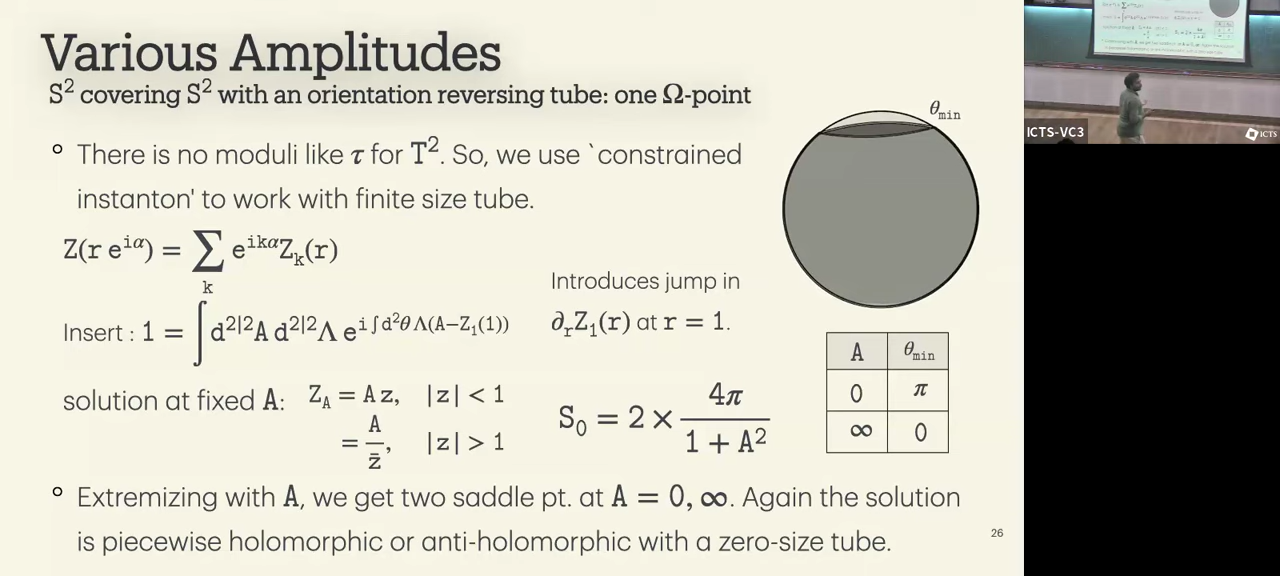 Various Amplitudes
S² covering S² with an orientation reversing tube: one Ω-point
° There is no moduli like τ for T². So, we use `constrained
instanton' to work with finite size tube.
Z(r e^{iα}) = ∑_k e^{ikα} Z_k(r)
Introduces jump in
∂_r Z_1(r) at r = 1.
Insert : 1 = ∫ d^{2|2}A d^{2|2}Λ e^{i∫d²θ Λ(A−Z_1(1))}
solution at fixed A: Z_A = A z, |z| < 1
= A/z̄, |z| > 1
S_0 = 2 × 4π/(1 + A²)
θ_min
A θ_min
0 π
∞ 0
° Extremizing with A, we get two saddle pt. at A = 0, ∞. Again the solution
is piecewise holomorphic or anti-holomorphic with a zero-size tube.
26
ICTS-VC3
ICTS